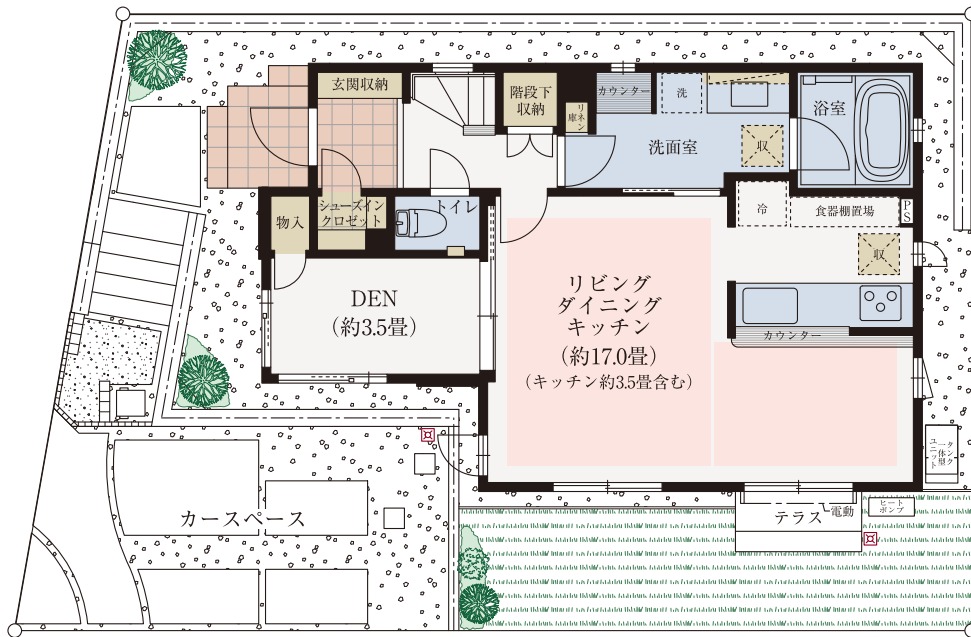 玄関収納
階段下
収納
リネン
庫
カウンター
洗
浴室
洗面室
収
シューズイン
クロゼット
トイレ
物入
冷
食器棚置場
PS
収
DEN
(約3.5畳)
リビング
ダイニング
キッチン
(約17.0畳)
(キッチン約3.5畳含む)
カウンター
タンク
一体型
ユニット
ヒート
ポンプ
カースペース
テラス
電動